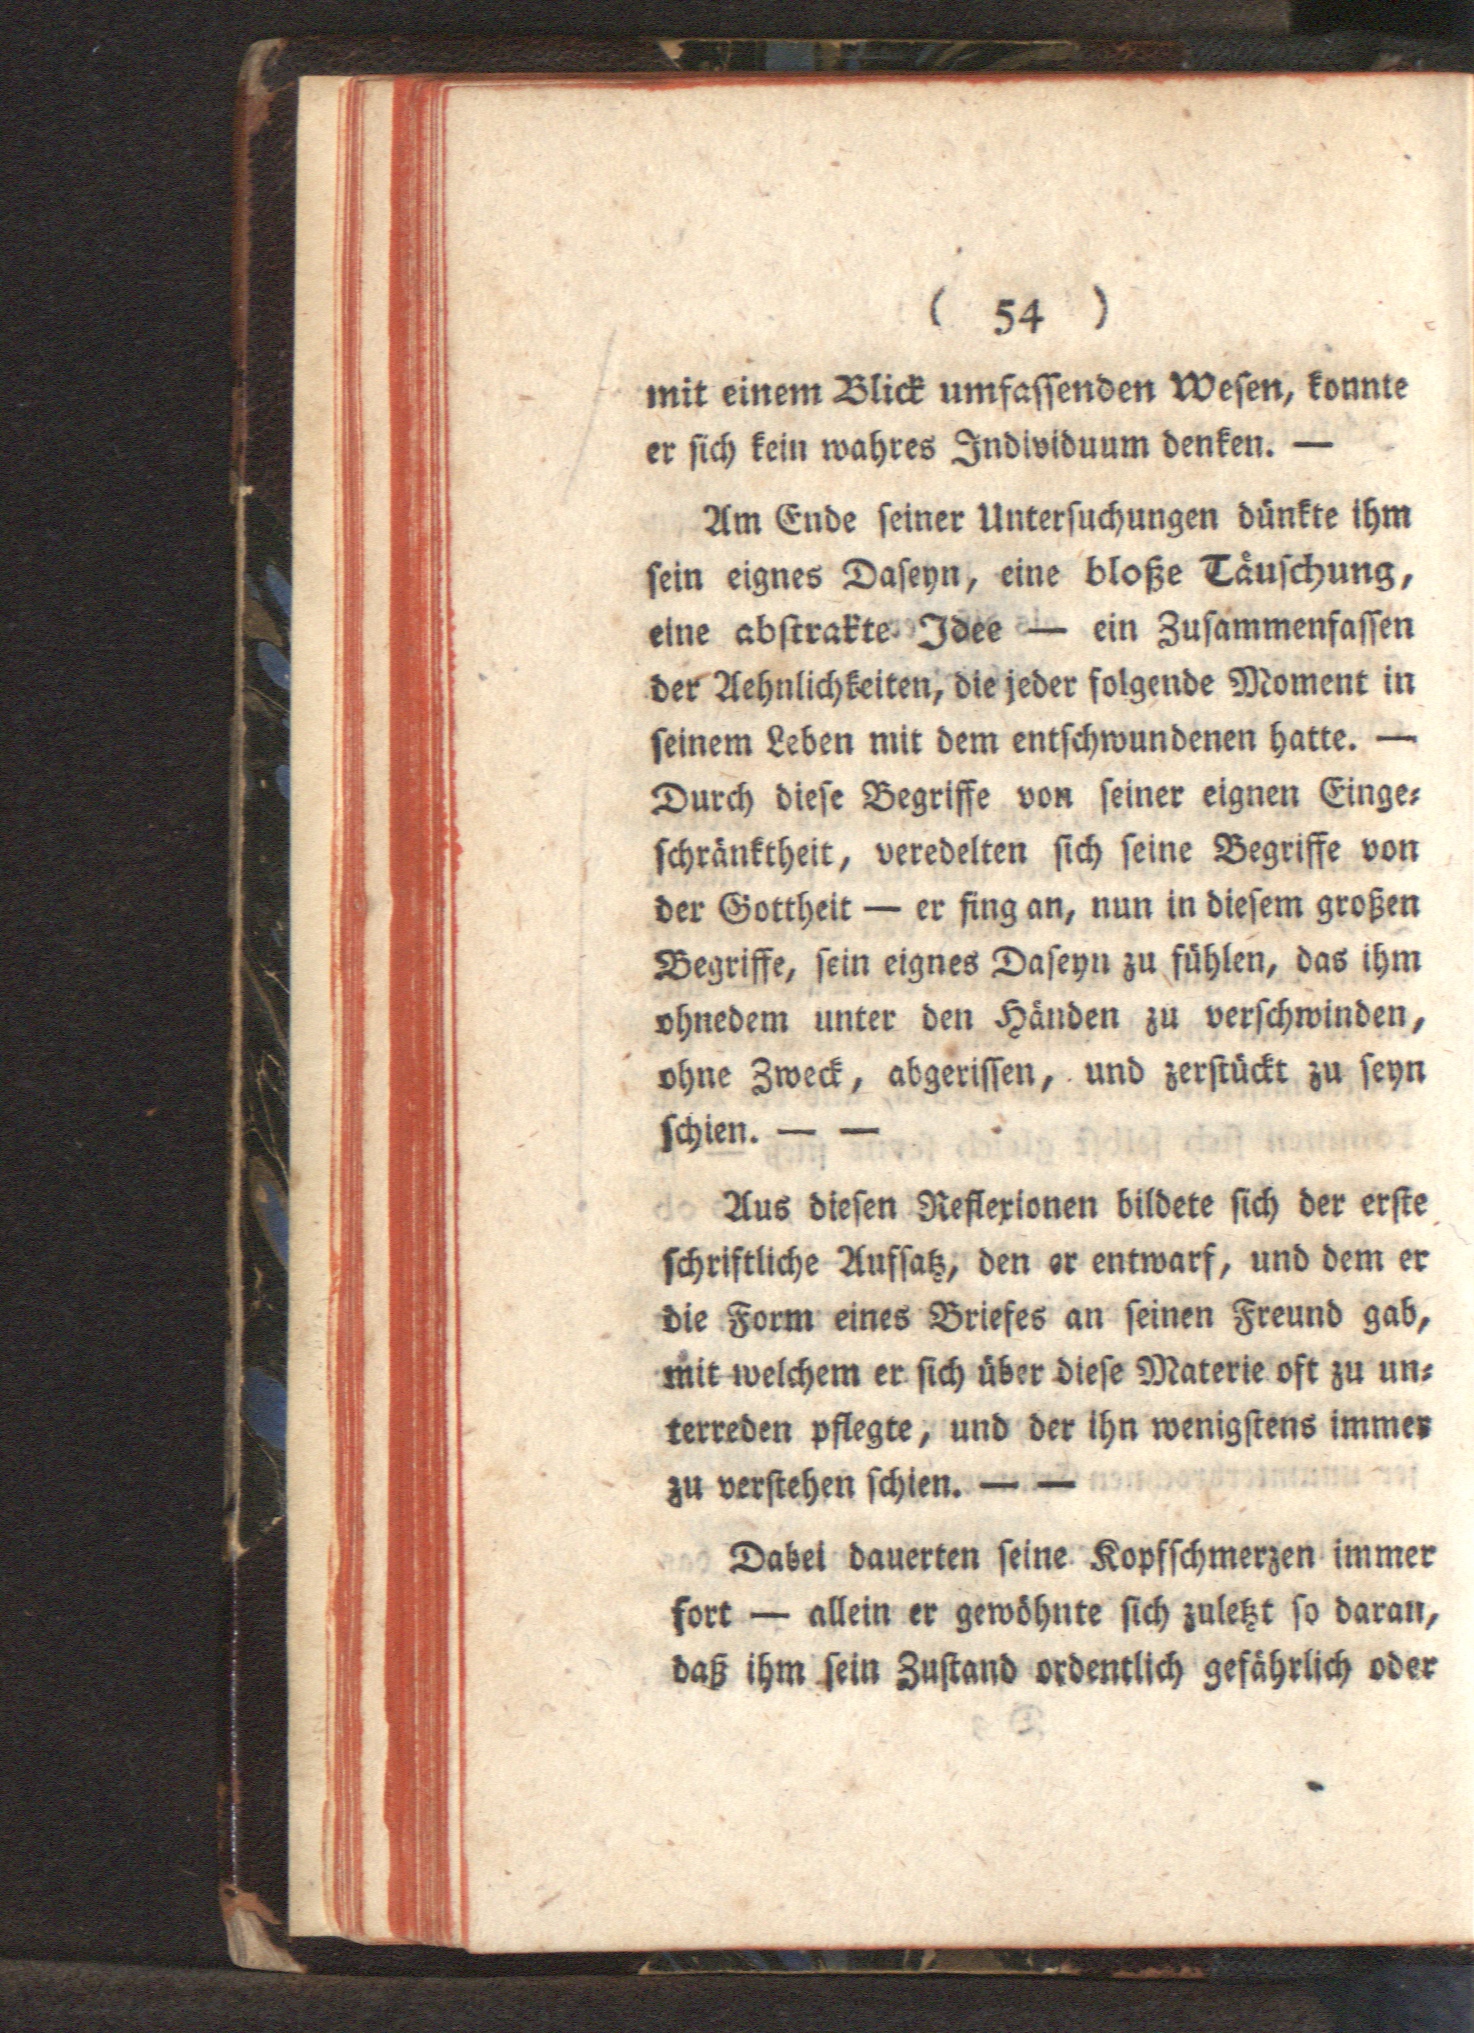 ( 54 )
mit einem Blick umfaſſenden Weſen, konnte
er ſich kein wahres Individuum denken. —
Am Ende ſeiner Unterſuchungen dünkte ihm
ſein eignes Daſeyn, eine bloße Täuſchung,
eine abſtrakte Idee — ein Zuſammenfaſſen
der Aehnlichkeiten, die jeder folgende Moment in
ſeinem Leben mit dem entſchwundenen hatte. —
Durch dieſe Begriffe von ſeiner eignen Einge⸗
ſchränktheit, veredelten ſich ſeine Begriffe von
der Gottheit — er fing an, nun in dieſem großen
Begriffe, ſein eignes Daſeyn zu fühlen, das ihm
ohnedem unter den Händen zu verſchwinden,
ohne Zweck, abgeriſſen, und zerſtückt zu ſeyn
ſchien. — —
Aus dieſen Reflexionen bildete ſich der erſte
ſchriftliche Aufſatz, den er entwarf, und dem er
die Form eines Briefes an ſeinen Freund gab,
mit welchem er ſich über dieſe Materie oft zu un⸗
terreden pflegte, und der ihn wenigſtens immer
zu verſtehen ſchien. — —
Dabei dauerten ſeine Kopfſchmerzen immer
fort — allein er gewöhnte ſich zuletzt ſo daran,
daß ihm ſein Zuſtand ordentlich gefährlich oder